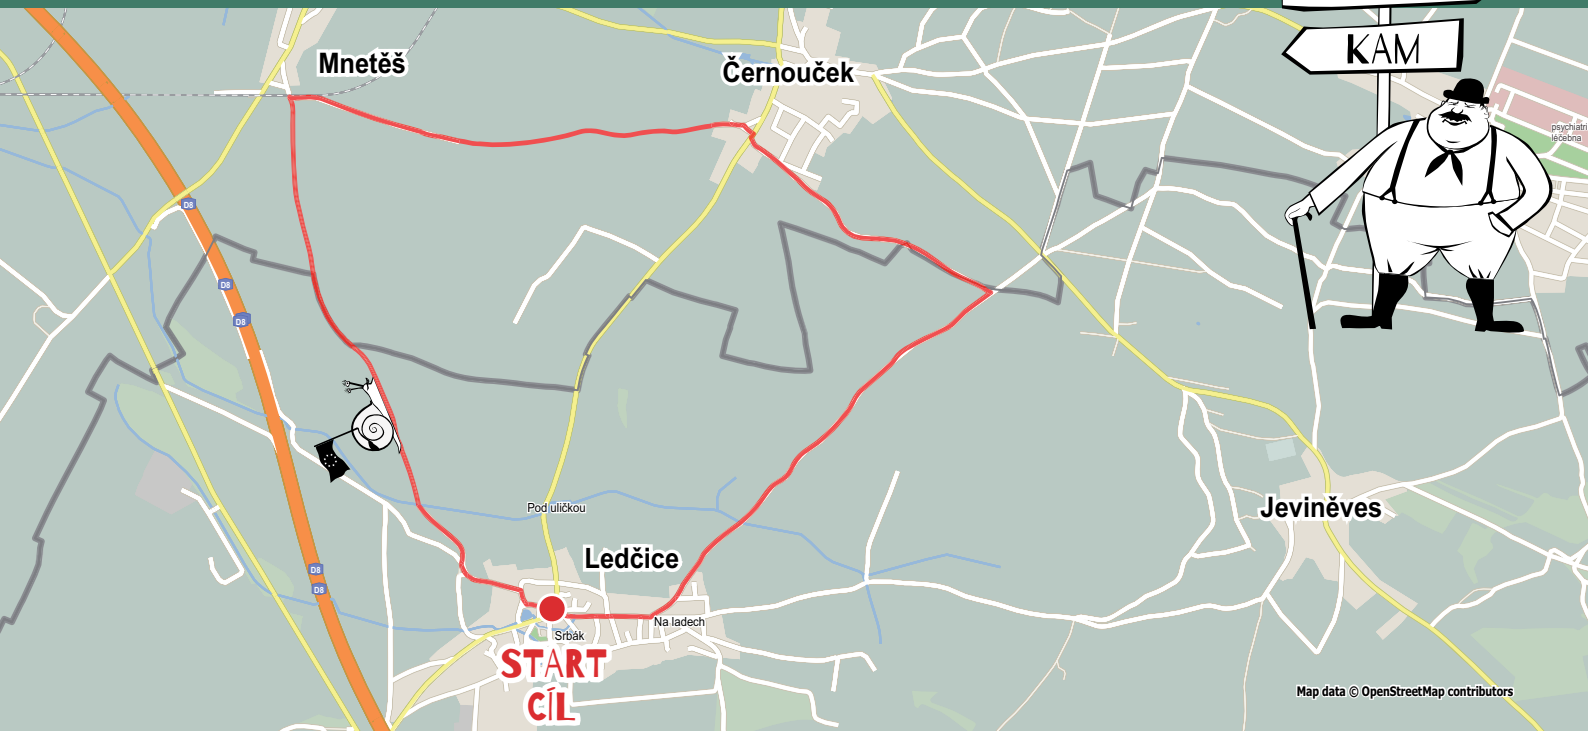 KAM
Mnetěš
Černouček
psychiatri
léčebna
D8
D8
D8
Jeviněves
Pod uličkou
Ledčice
D8
D8
Na ladech
Srbák
START
CÍL
Map data © OpenStreetMap contributors